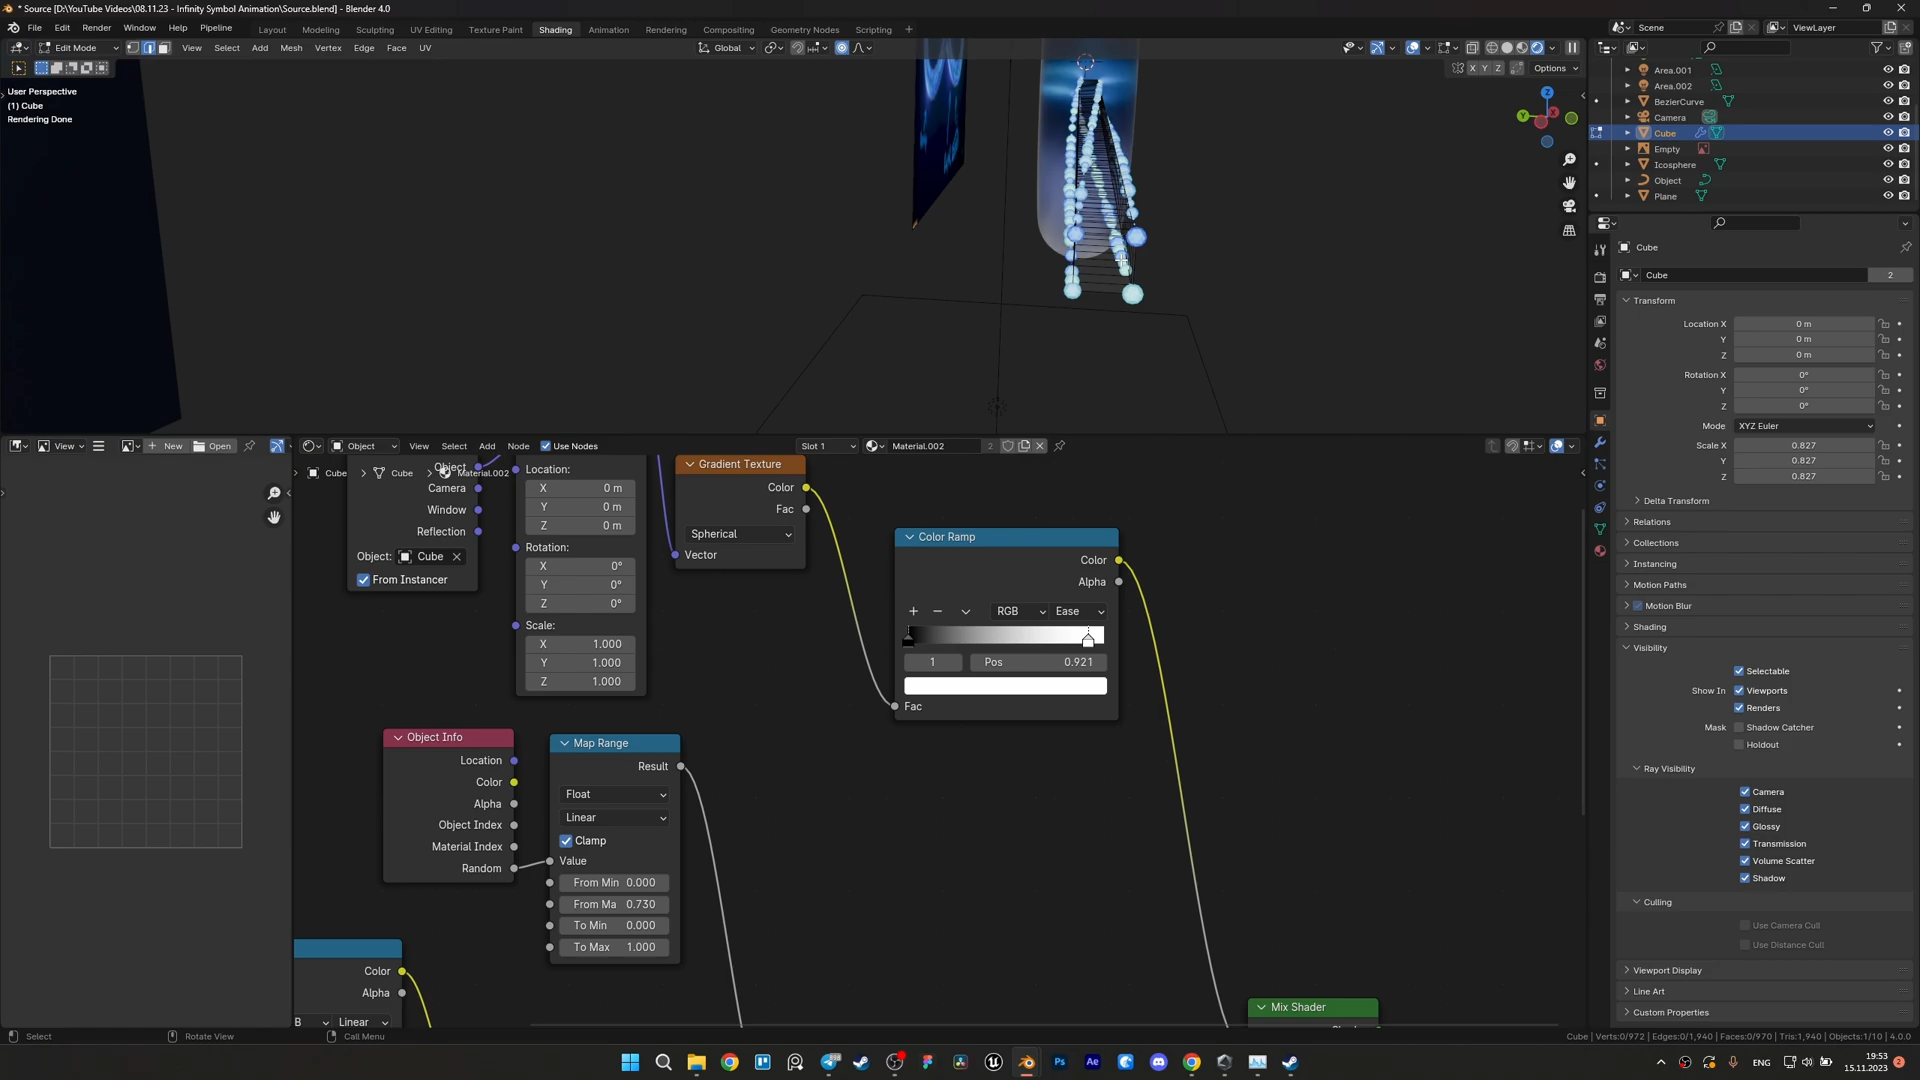 * Source [D:\YouTube Videos\08.11.23 - Infinity Symbol Animation\Source.blend] - Blender 4.0
File Edit Render Window Help Pipeline Layout Modeling Sculpting UV Editing Texture Paint Shading Animation Rendering Compositing Geometry Nodes Scripting + Scene ViewLayer
Edit Mode View Select Add Mesh Vertex Edge Face UV Global
X Y Z Options
User Perspective
(1) Cube
Rendering Done
Z
Y
X
Area.001
Area.002
BezierCurve
Camera
Cube
Empty
Icosphere
Object
Plane
Cube
Cube 2
Transform
Location X 0 m
Y 0 m
Z 0 m
Rotation X 0°
Y 0°
Z 0°
Mode XYZ Euler
Scale X 0.827
Y 0.827
Z 0.827
Delta Transform
Relations
Collections
Instancing
Motion Paths
Motion Blur
Shading
Visibility
Selectable
Show In Viewports
Renders
Mask Shadow Catcher
Holdout
Ray Visibility
Camera
Diffuse
Glossy
Transmission
Volume Scatter
Shadow
Culling
Use Camera Cull
Use Distance Cull
Viewport Display
Line Art
Custom Properties
View New Open
Object View Select Add Node Use Nodes Slot 1 Material.002 2
Cube > Cube > Material.002
Object
Camera
Window
Reflection
Object: Cube
From Instancer
Location:
X 0 m
Y 0 m
Z 0 m
Rotation:
X 0°
Y 0°
Z 0°
Scale:
X 1.000
Y 1.000
Z 1.000
Gradient Texture
Color
Fac
Spherical
Vector
Color Ramp
Color
Alpha
+ − RGB Ease
1 Pos 0.921
Fac
Object Info
Location
Color
Alpha
Object Index
Material Index
Random
Map Range
Result
Float
Linear
Clamp
Value
From Min 0.000
From Ma 0.730
To Min 0.000
To Max 1.000
Color
Alpha
B Linear
Mix Shader
Select Rotate View Call Menu
Cube | Verts:0/972 | Edges:0/1,940 | Faces:0/970 | Tris:1,940 | Objects:1/10 | 4.0.0
Ps Ae
ENG
19:53
15.11.2023
2